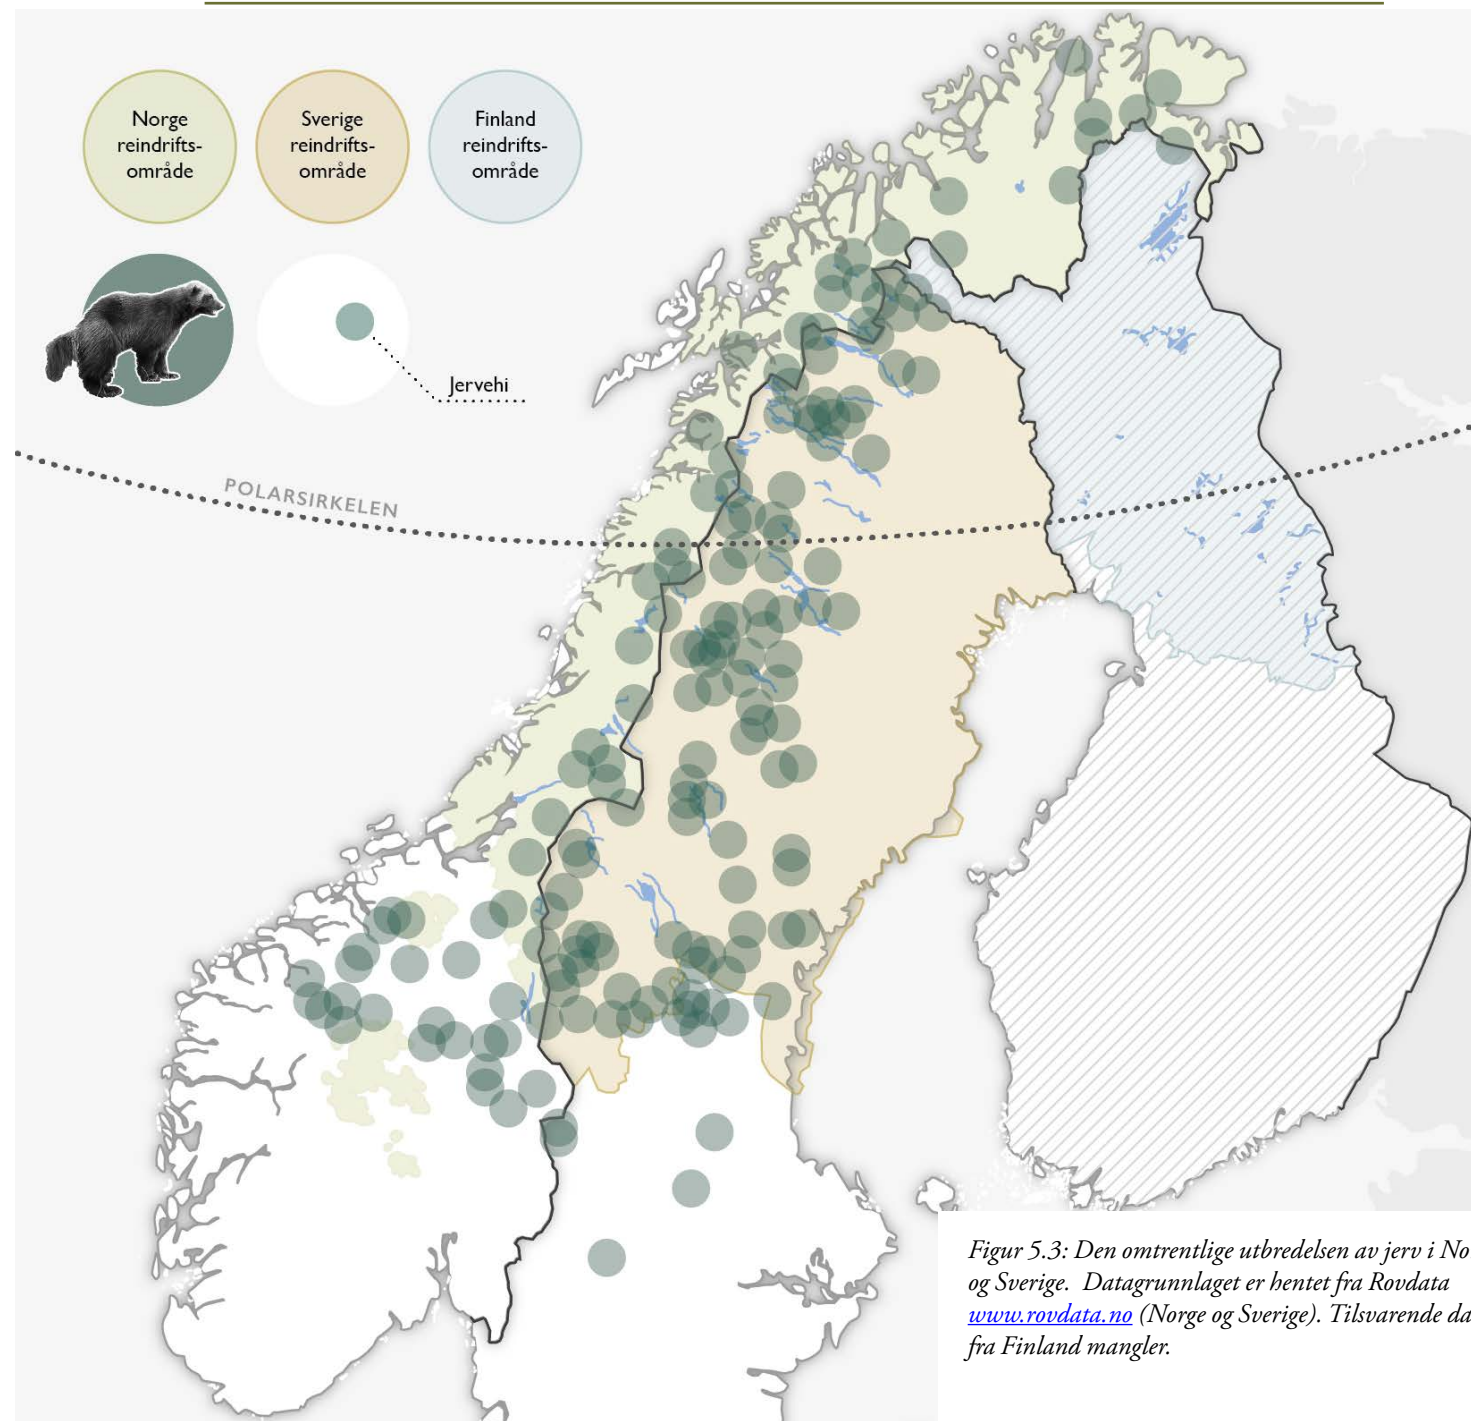 Norge
reindrifts-
område
Sverige
reindrifts-
område
Finland
reindrifts-
område
Jervehi
POLARSIRKELEN
Figur 5.3: Den omtrentlige utbredelsen av jerv i No
og Sverige. Datagrunnlaget er hentet fra Rovdata
www.rovdata.no (Norge og Sverige). Tilsvarende da
fra Finland mangler.